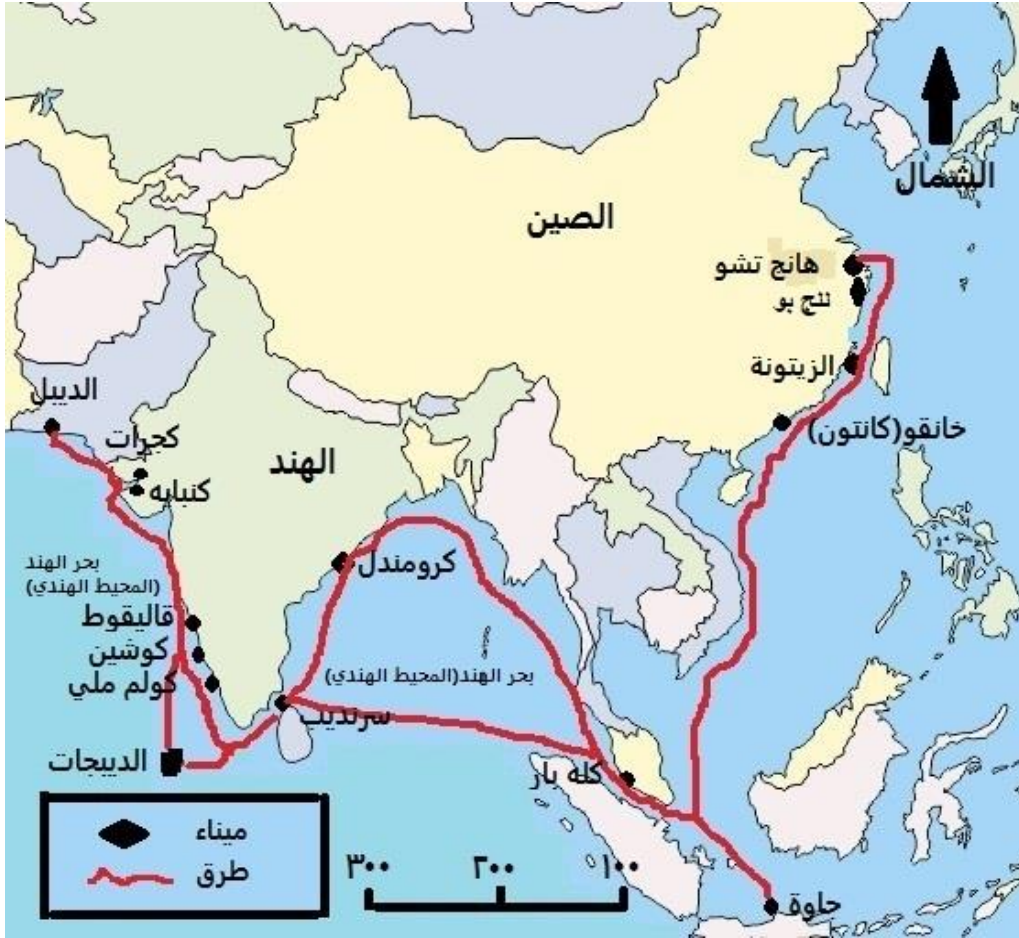 الشمال
الصين
هانج تشو
ننج بو
الزيتونة
خانقو(كانتون)
الديبل
كجرات
كنبايه
الهند
كرومندل
بحر الهند
(المحيط الهندي)
قاليقوط
كوشين
كولم ملي
بحر الهند(المحيط الهندي)
سرنديب
الديبجات
كله بار
جاوة
ميناء
طرق
٣٠٠
٢٠٠
١٠٠